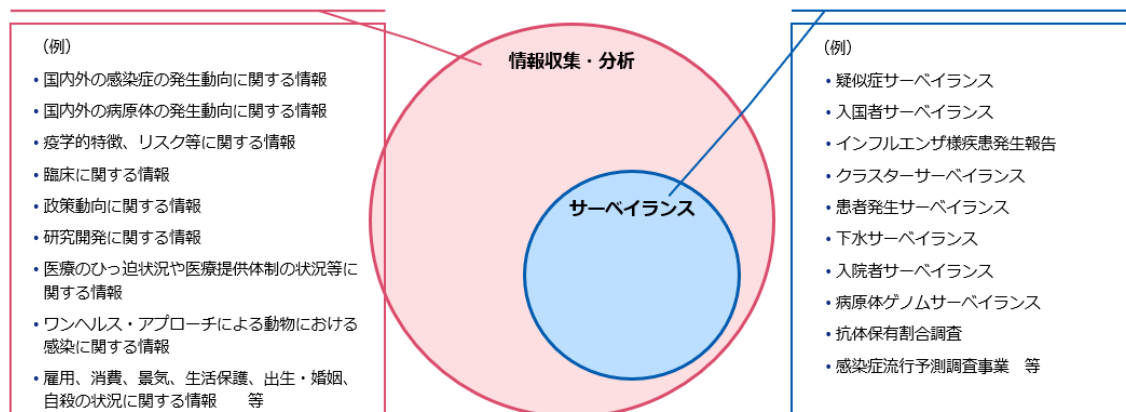 (例)
・国内外の感染症の発生動向に関する情報
・国内外の病原体の発生動向に関する情報
・疫学的特徴、リスク等に関する情報
・臨床に関する情報
・政策動向に関する情報
・研究開発に関する情報
・医療のひっ迫状況や医療提供体制の状況等に
関する情報
・ワンヘルス・アプローチによる動物における
感染に関する情報
・雇用、消費、景気、生活保護、出生・婚姻、
自殺の状況に関する情報　　等
情報収集・分析
サーベイランス
(例)
・疑似症サーベイランス
・入国者サーベイランス
・インフルエンザ様疾患発生報告
・クラスターサーベイランス
・患者発生サーベイランス
・下水サーベイランス
・入院者サーベイランス
・病原体ゲノムサーベイランス
・抗体保有割合調査
・感染症流行予測調査事業　等